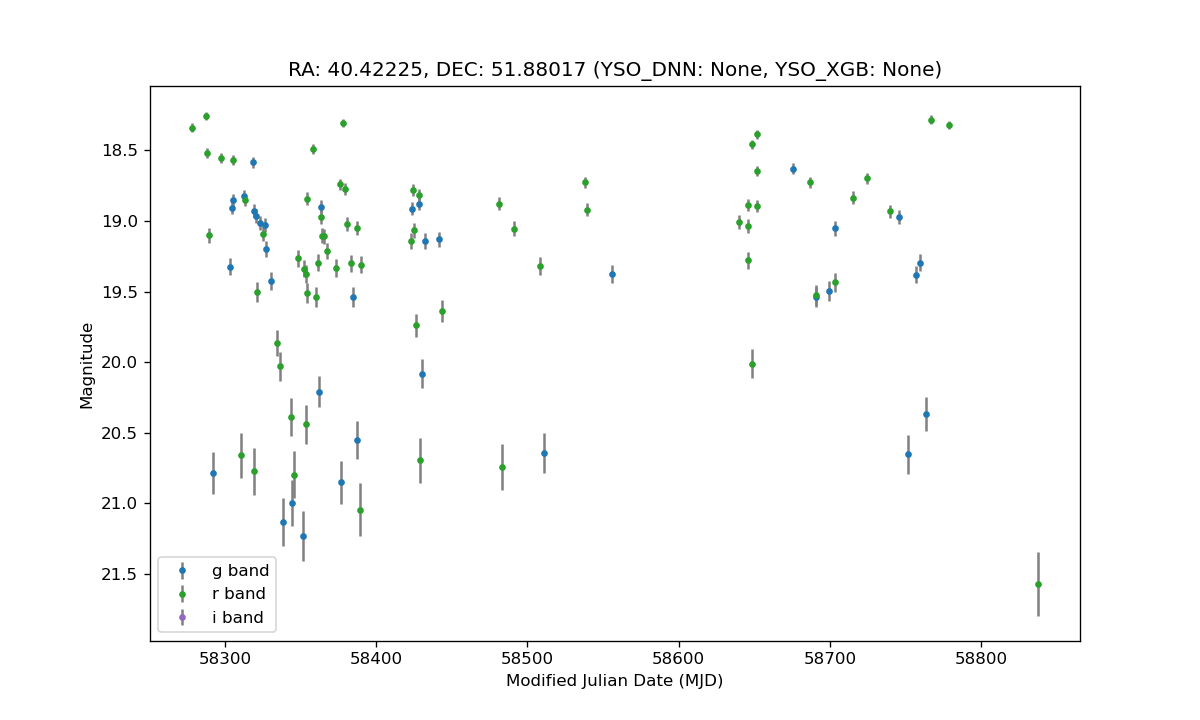 RA: 40.42225, DEC: 51.88017 (YSO_DNN: None, YSO_XGB: None)
Magnitude
18.5
19.0
19.5
20.0
20.5
21.0
21.5
g band
r band
i band
58300 58400 58500 58600 58700 58800
Modified Julian Date (MJD)